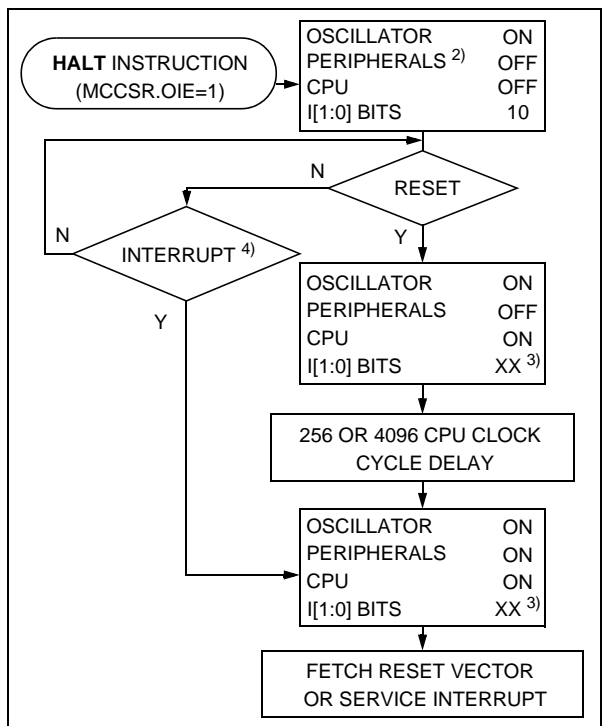 HALT INSTRUCTION
(MCCSR.OIE=1)
OSCILLATOR ON
PERIPHERALS 2) OFF
CPU OFF
I[1:0] BITS 10
N
RESET
N
INTERRUPT 4)
Y
Y
OSCILLATOR ON
PERIPHERALS OFF
CPU ON
I[1:0] BITS XX 3)
256 OR 4096 CPU CLOCK
CYCLE DELAY
OSCILLATOR ON
PERIPHERALS ON
CPU ON
I[1:0] BITS XX 3)
FETCH RESET VECTOR
OR SERVICE INTERRUPT